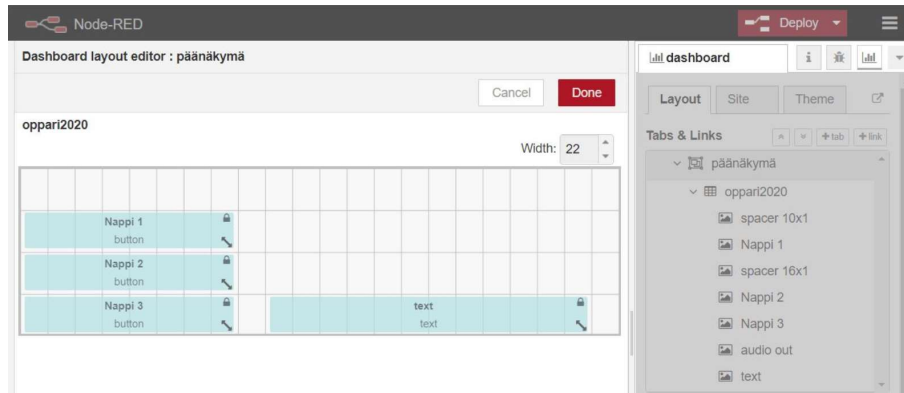 Node-RED
Deploy
Dashboard layout editor : päänäkymä
Cancel
Done
oppari2020
Width: 22
Nappi 1
button
Nappi 2
button
Nappi 3
button
text
text
dashboard
i
Layout
Site
Theme
Tabs & Links
+tab
+link
päänäkymä
oppari2020
spacer 10x1
Nappi 1
spacer 16x1
Nappi 2
Nappi 3
audio out
text